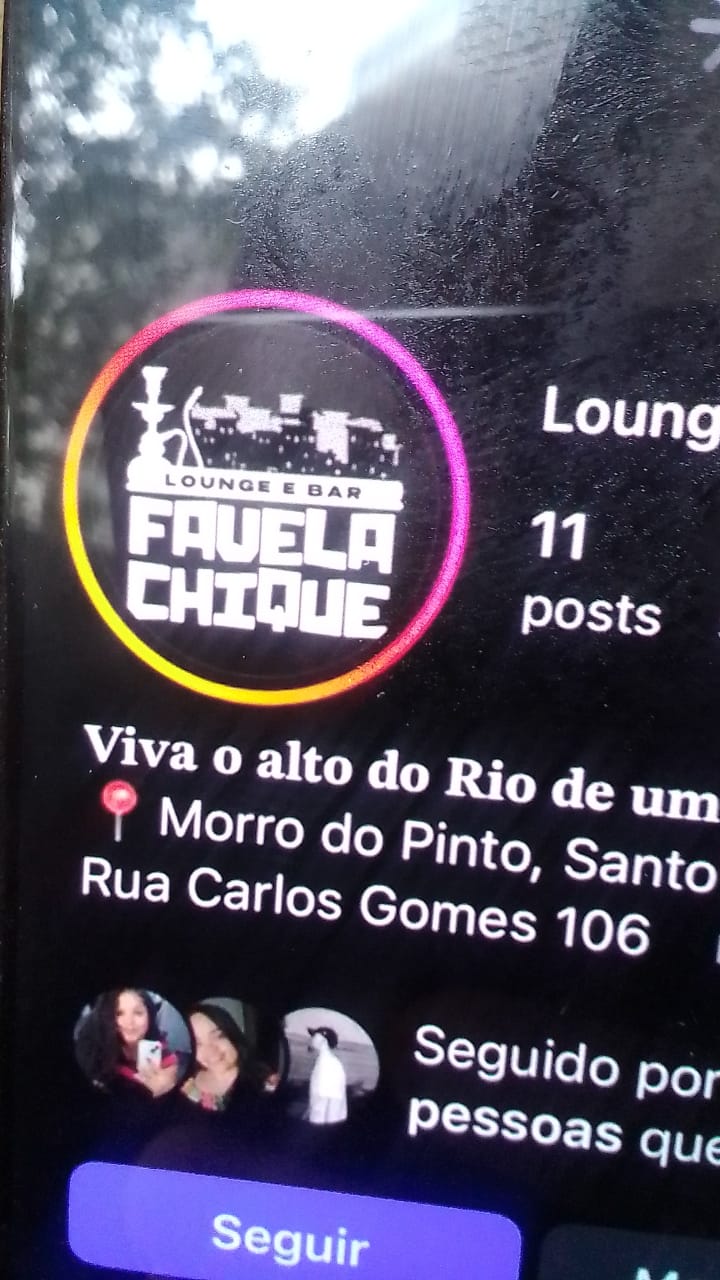 LOUNGE E BAR
FAVELA
CHIQUE
Loung
11
posts
Viva o alto do Rio de um
Morro do Pinto, Santo
Rua Carlos Gomes 106
Seguido por
pessoas que
Seguir